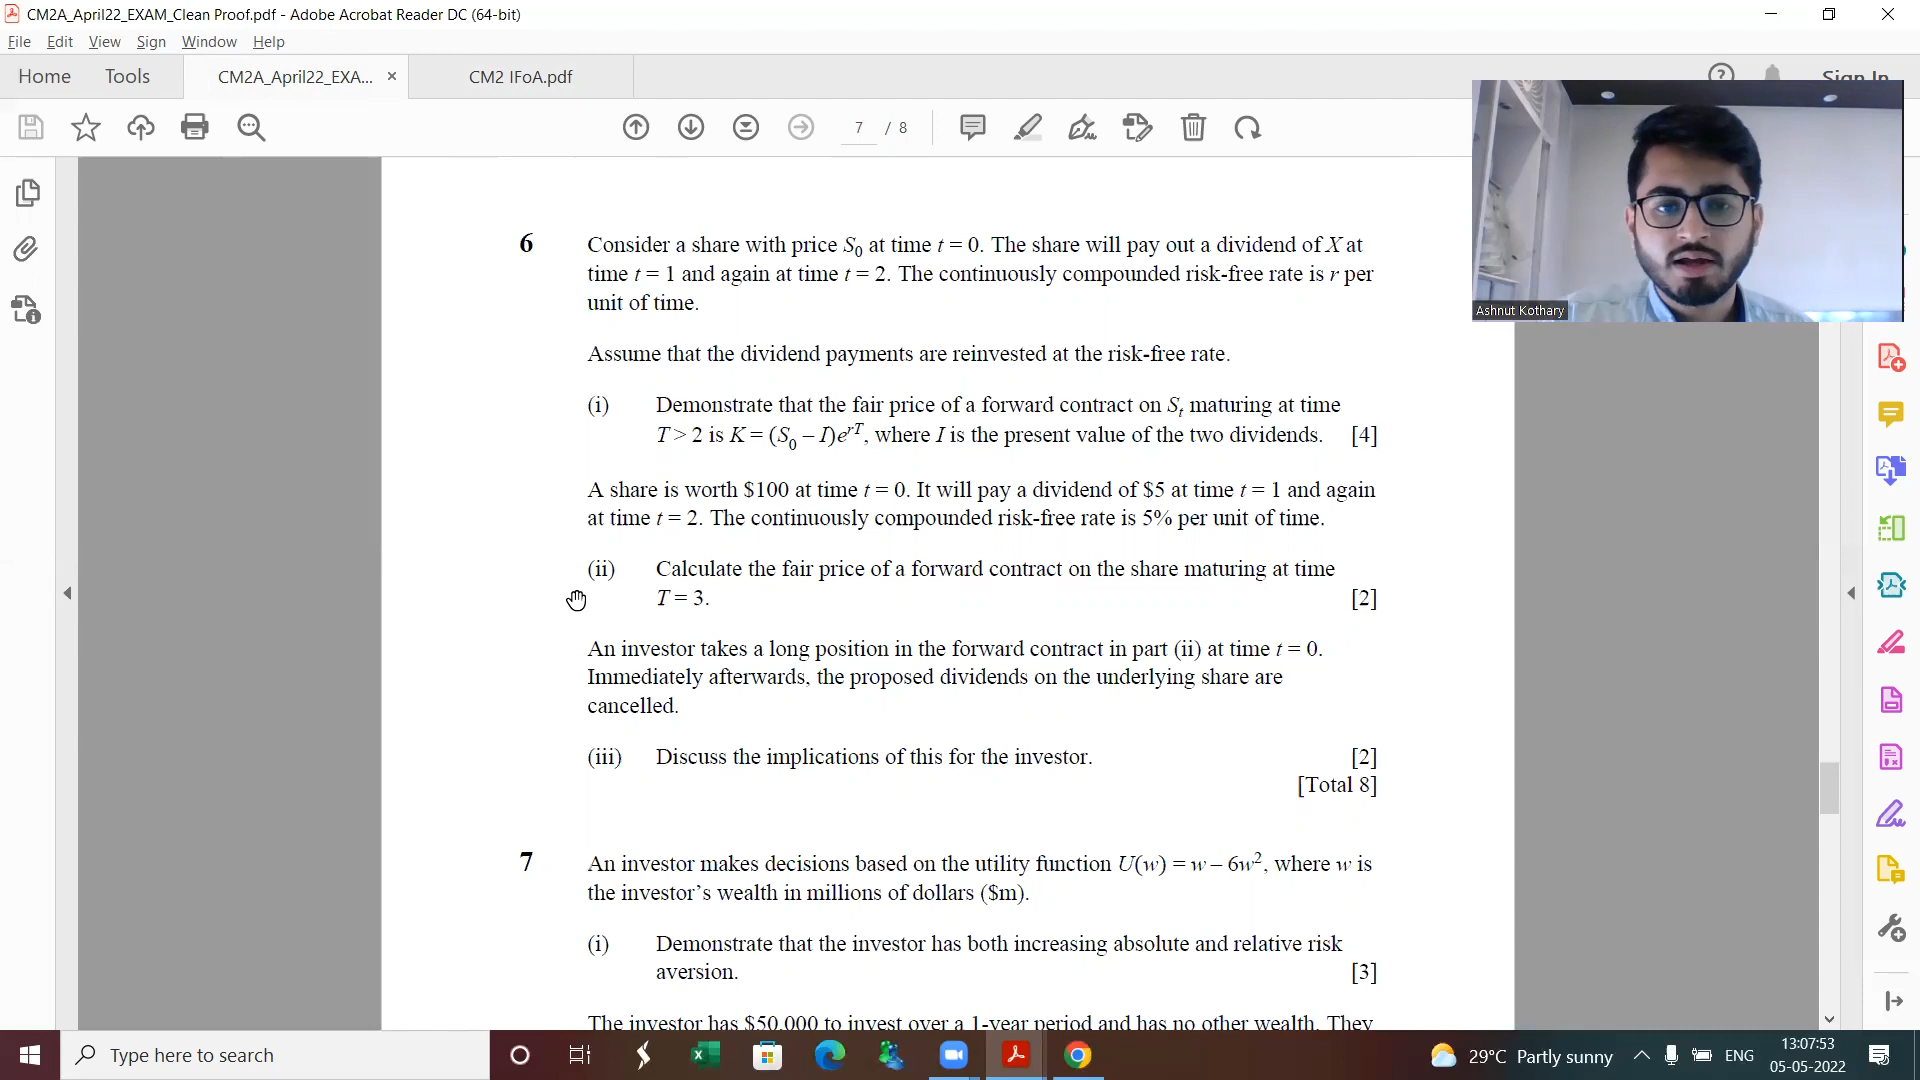 CM2A_April22_EXAM_Clean Proof.pdf - Adobe Acrobat Reader DC (64-bit)
File Edit View Sign Window Help
Home Tools CM2A_April22_EXA... × CM2 IFoA.pdf Sign In
7 / 8
Ashnut Kothary
6 Consider a share with price S₀ at time t = 0. The share will pay out a dividend of X at
time t = 1 and again at time t = 2. The continuously compounded risk-free rate is r per
unit of time.
Assume that the dividend payments are reinvested at the risk-free rate.
(i) Demonstrate that the fair price of a forward contract on Sₜ maturing at time
T > 2 is K = (S₀ – I)e^rT, where I is the present value of the two dividends. [4]
A share is worth $100 at time t = 0. It will pay a dividend of $5 at time t = 1 and again
at time t = 2. The continuously compounded risk-free rate is 5% per unit of time.
(ii) Calculate the fair price of a forward contract on the share maturing at time
T = 3. [2]
An investor takes a long position in the forward contract in part (ii) at time t = 0.
Immediately afterwards, the proposed dividends on the underlying share are
cancelled.
(iii) Discuss the implications of this for the investor. [2]
[Total 8]
7 An investor makes decisions based on the utility function U(w) = w – 6w², where w is
the investor’s wealth in millions of dollars ($m).
(i) Demonstrate that the investor has both increasing absolute and relative risk
aversion. [3]
The investor has $50,000 to invest over a 1-year period and has no other wealth. They
Type here to search
29°C Partly sunny
ENG
13:07:53
05-05-2022